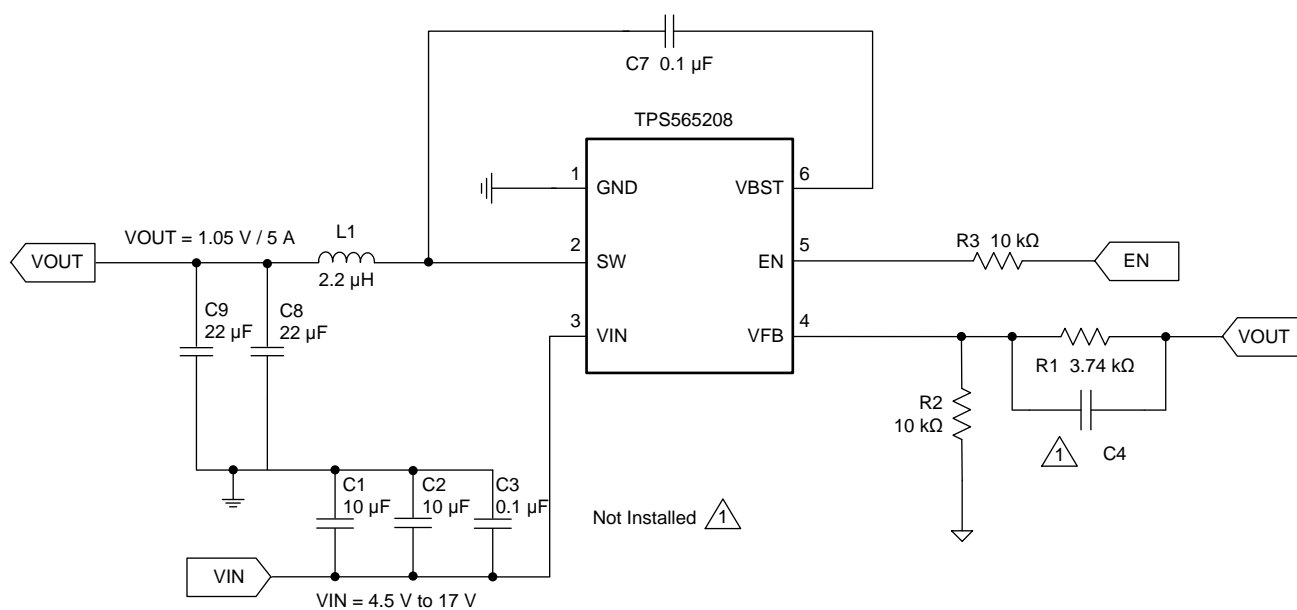 C7 0.1 µF
TPS565208
1
GND
VBST
6
VOUT
VOUT = 1.05 V / 5 A
L1
2.2 µH
2
SW
EN
5
R3 10 kΩ
EN
C9
22 µF
C8
22 µF
3
VIN
VFB
4
R1 3.74 kΩ
VOUT
R2
10 kΩ
1
C4
C1
10 µF
C2
10 µF
C3
0.1 µF
Not Installed 1
VIN
VIN = 4.5 V to 17 V